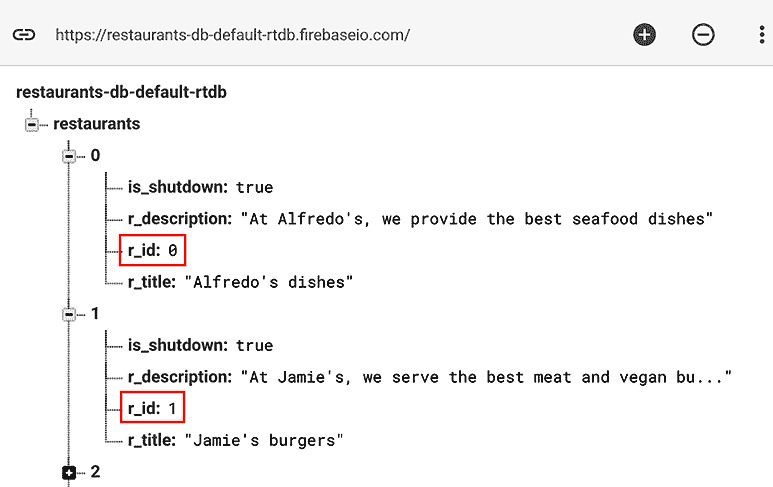 https://restaurants-db-default-rtdb.firebaseio.com/
restaurants-db-default-rtdb
restaurants
0
is_shutdown: true
r_description: "At Alfredo's, we provide the best seafood dishes"
r_id: 0
r_title: "Alfredo's dishes"
1
is_shutdown: true
r_description: "At Jamie's, we serve the best meat and vegan bu..."
r_id: 1
r_title: "Jamie's burgers"
2